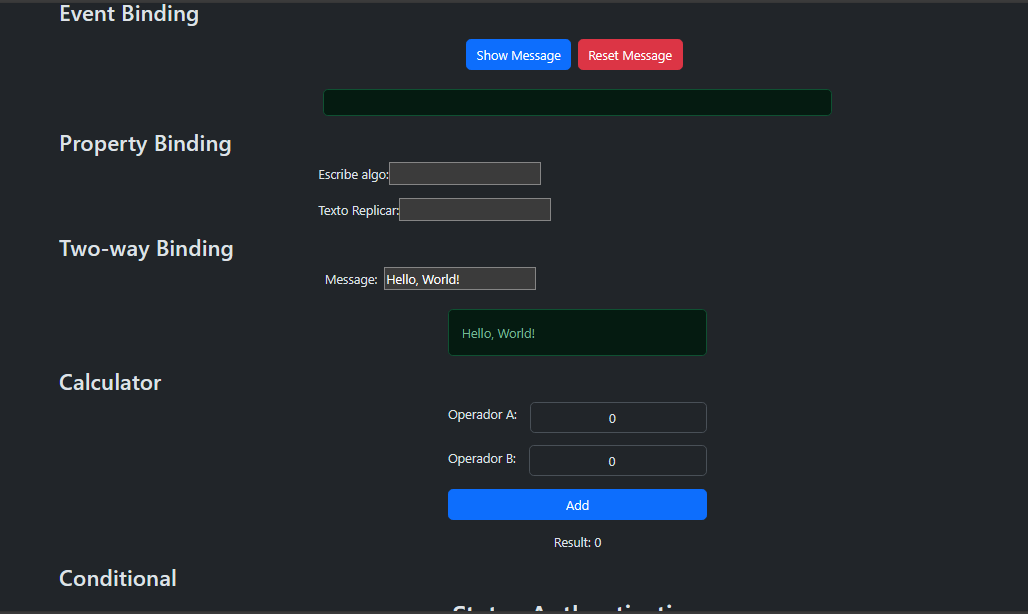 Event Binding
Show Message Reset Message
Property Binding
Escribe algo:
Texto Replicar:
Two-way Binding
Message: Hello, World!
Hello, World!
Calculator
Operador A: 0
Operador B: 0
Add
Result: 0
Conditional